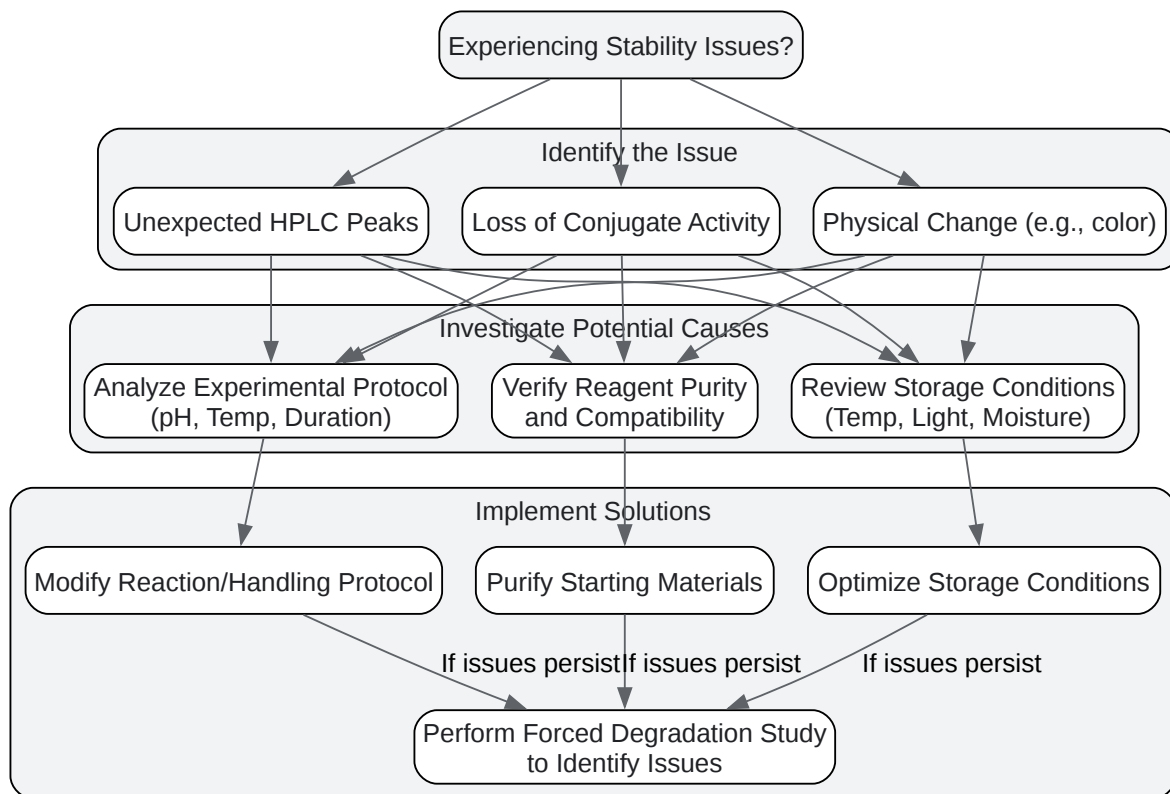 Experiencing Stability Issues?
Identify the Issue
Unexpected HPLC Peaks
Loss of Conjugate Activity
Physical Change (e.g., color)
Investigate Potential Causes
Analyze Experimental Protocol
(pH, Temp, Duration)
Verify Reagent Purity
and Compatibility
Review Storage Conditions
(Temp, Light, Moisture)
Implement Solutions
Modify Reaction/Handling Protocol
Purify Starting Materials
Optimize Storage Conditions
If issues persist
If issues persist
If issues persist
Perform Forced Degradation Study
to Identify Issues